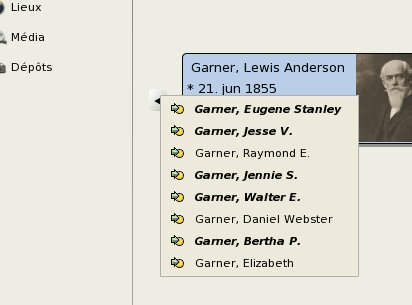 Lieux
Média
Dépôts
Garner, Lewis Anderson
* 21. jun 1855
Garner, Eugene Stanley
Garner, Jesse V.
Garner, Raymond E.
Garner, Jennie S.
Garner, Walter E.
Garner, Daniel Webster
Garner, Bertha P.
Garner, Elizabeth